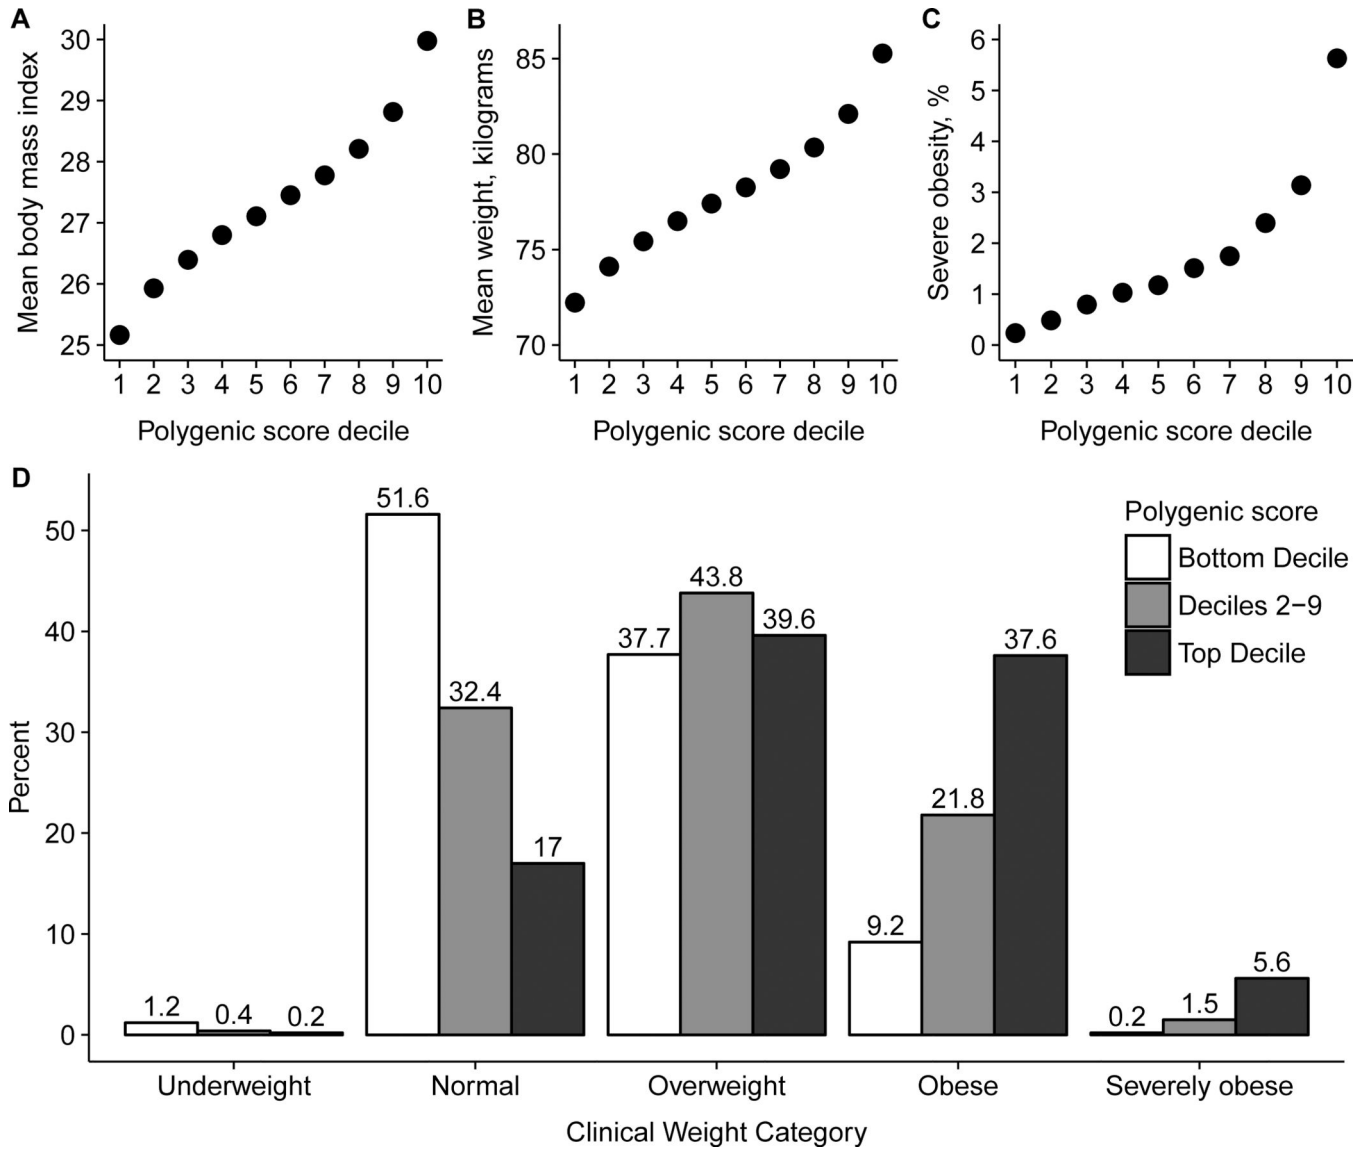 A
Mean body mass index
30
29
28
27
26
25
1 2 3 4 5 6 7 8 9 10
Polygenic score decile
B
Mean weight, kilograms
85
80
75
70
1 2 3 4 5 6 7 8 9 10
Polygenic score decile
C
Severe obesity, %
6
5
4
3
2
1
0
1 2 3 4 5 6 7 8 9 10
Polygenic score decile
D
Percent
50
40
30
20
10
0
1.2 0.4 0.2
51.6 32.4 17
37.7 43.8 39.6
9.2 21.8 37.6
0.2 1.5 5.6
Polygenic score
Bottom Decile
Deciles 2−9
Top Decile
Underweight Normal Overweight Obese Severely obese
Clinical Weight Category